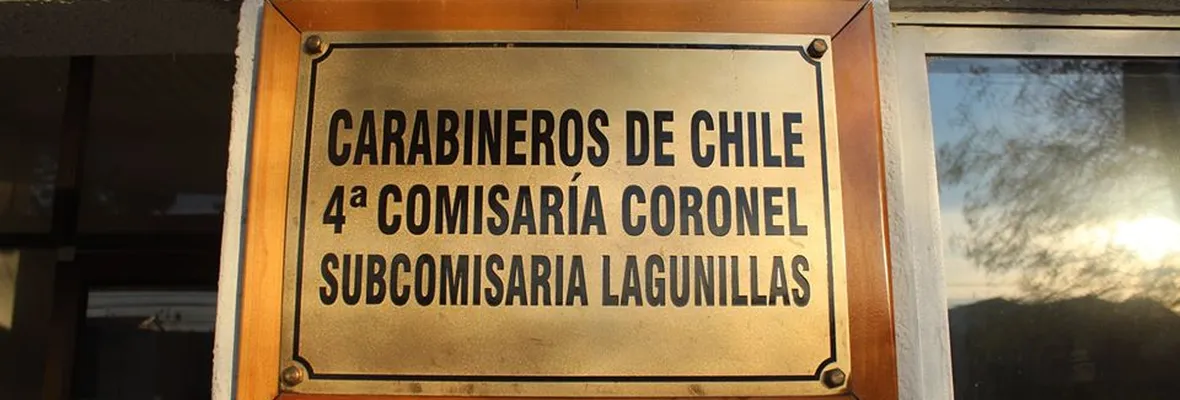 CARABINEROS DE CHILE
4ª COMISARÍA CORONEL
SUBCOMISARIA LAGUNILLAS